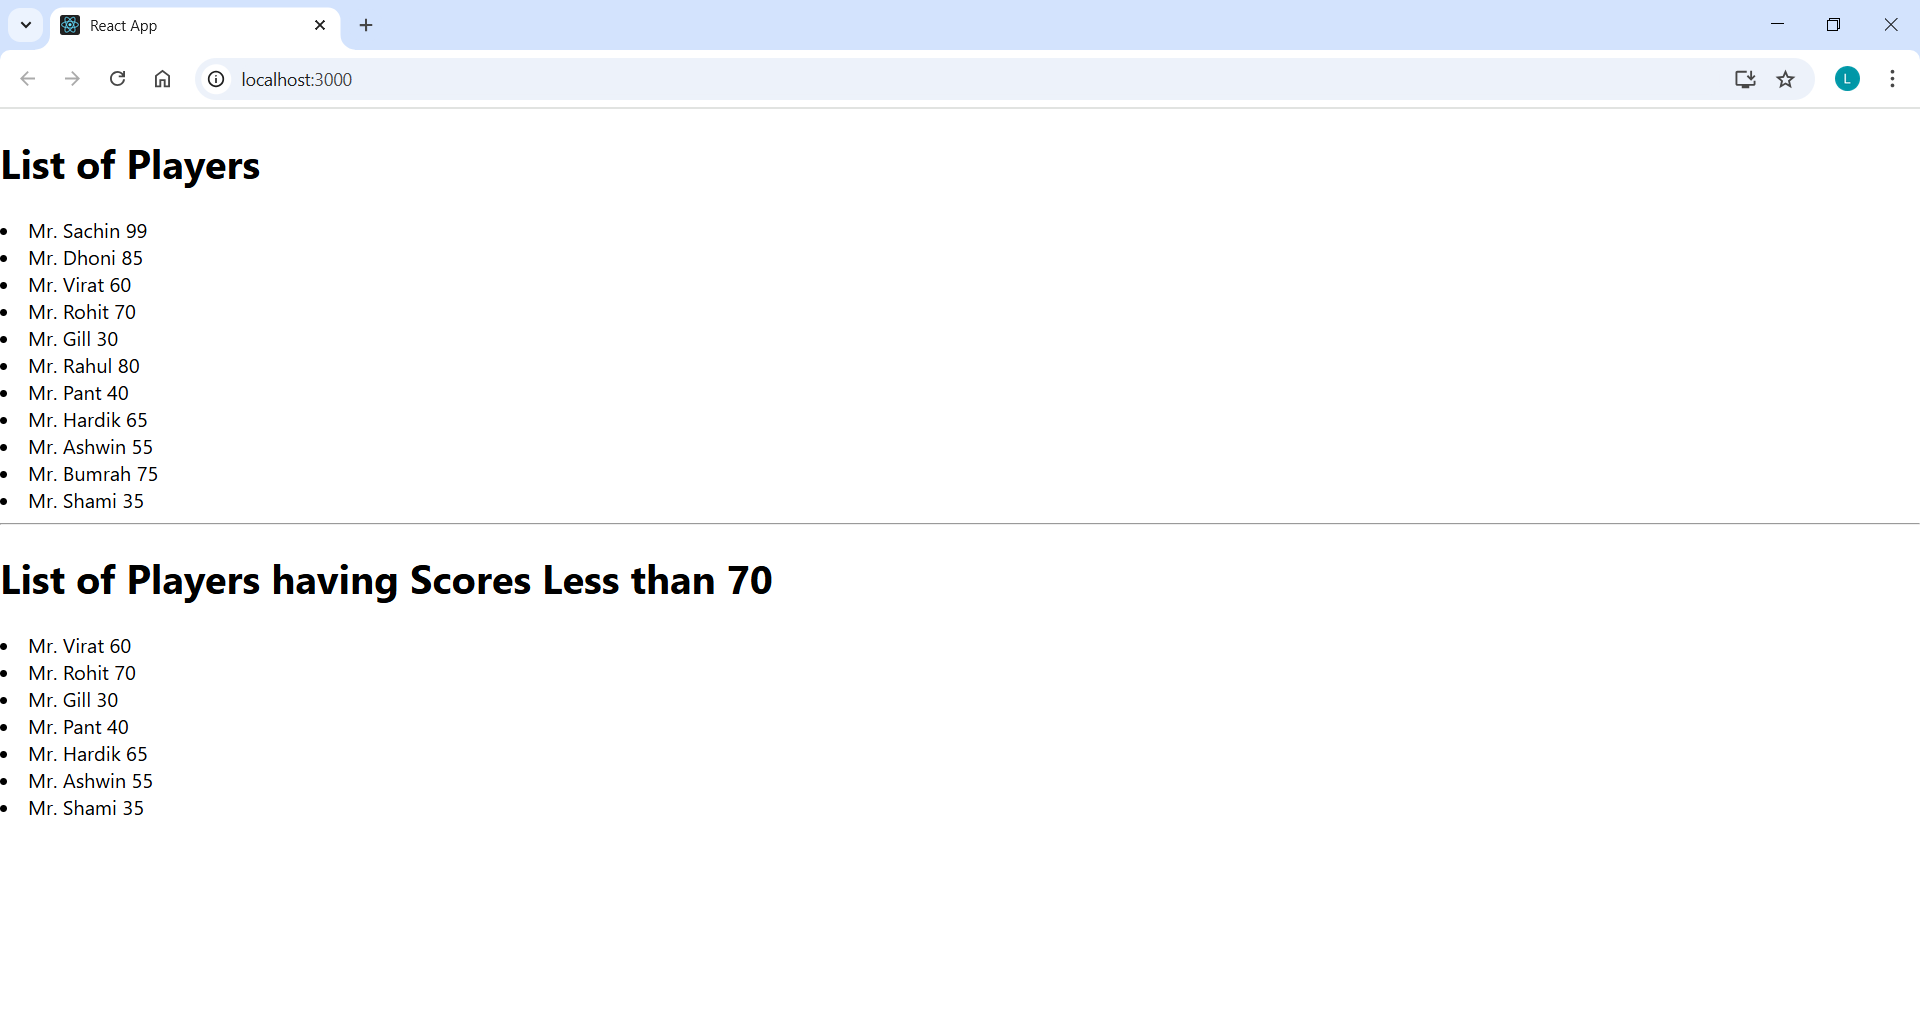 React App
localhost:3000
L
List of Players
Mr. Sachin 99
Mr. Dhoni 85
Mr. Virat 60
Mr. Rohit 70
Mr. Gill 30
Mr. Rahul 80
Mr. Pant 40
Mr. Hardik 65
Mr. Ashwin 55
Mr. Bumrah 75
Mr. Shami 35
List of Players having Scores Less than 70
Mr. Virat 60
Mr. Rohit 70
Mr. Gill 30
Mr. Pant 40
Mr. Hardik 65
Mr. Ashwin 55
Mr. Shami 35